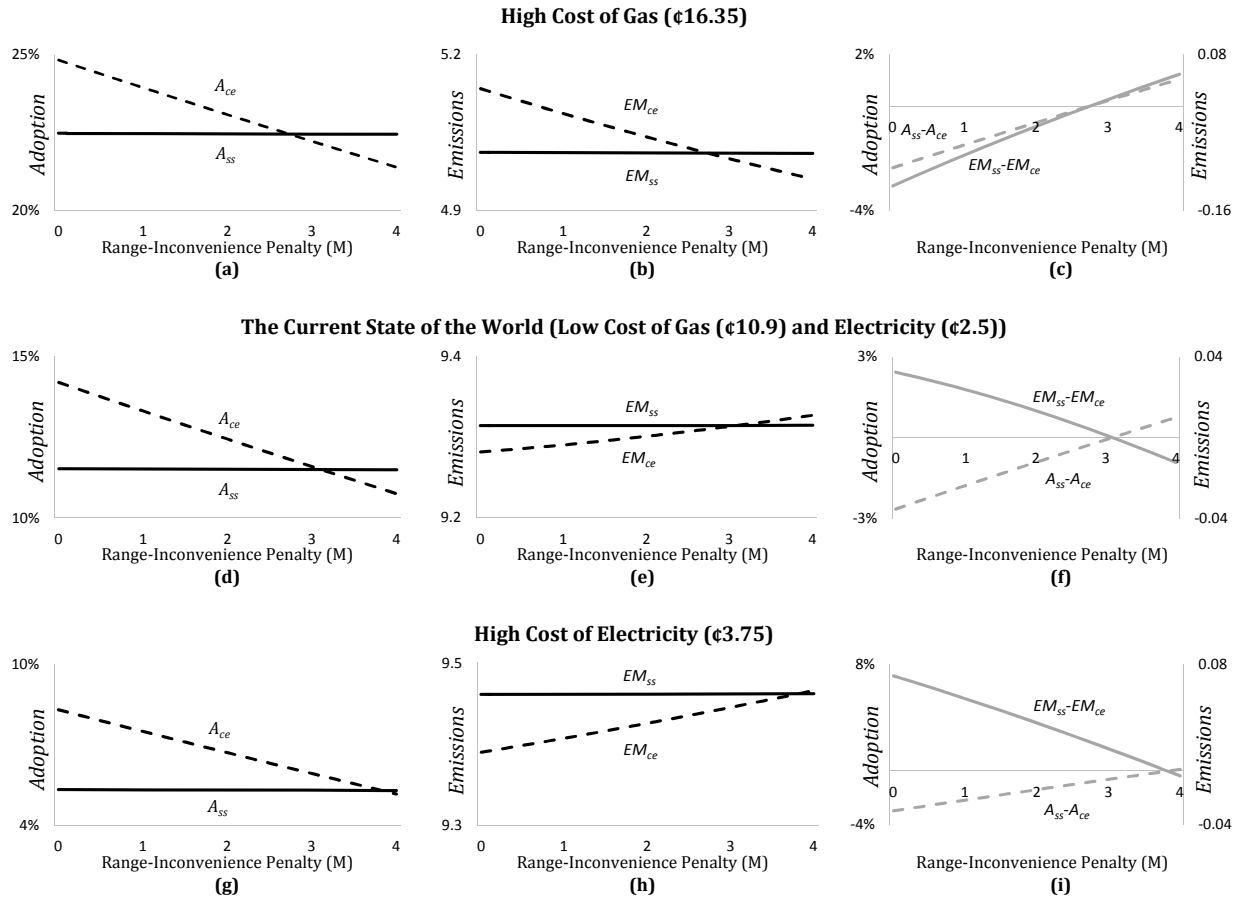 High Cost of Gas (¢16.35)
25%
20%
Adoption
A_ce
A_ss
0 1 2 3 4
Range-Inconvenience Penalty (M)
(a)
5.2
4.9
Emissions
EM_ce
EM_ss
0 1 2 3 4
Range-Inconvenience Penalty (M)
(b)
2%
-4%
Adoption
0.08
-0.16
Emissions
0 1 2 3 4
A_ss-A_ce
EM_ss-EM_ce
Range-Inconvenience Penalty (M)
(c)
The Current State of the World (Low Cost of Gas (¢10.9) and Electricity (¢2.5))
15%
10%
Adoption
A_ce
A_ss
0 1 2 3 4
Range-Inconvenience Penalty (M)
(d)
9.4
9.2
Emissions
EM_ss
EM_ce
0 1 2 3 4
Range-Inconvenience Penalty (M)
(e)
3%
-3%
Adoption
0.04
-0.04
Emissions
EM_ss-EM_ce
0 1 2 3 4
A_ss-A_ce
Range-Inconvenience Penalty (M)
(f)
High Cost of Electricity (¢3.75)
10%
4%
Adoption
A_ce
A_ss
0 1 2 3 4
Range-Inconvenience Penalty (M)
(g)
9.5
9.3
Emissions
EM_ss
EM_ce
0 1 2 3 4
Range-Inconvenience Penalty (M)
(h)
8%
-4%
Adoption
0.08
-0.04
Emissions
EM_ss-EM_ce
0 1 2 3 4
A_ss-A_ce
Range-Inconvenience Penalty (M)
(i)